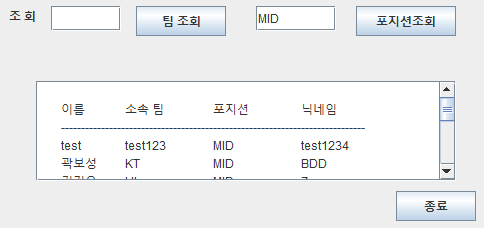 조 회 팀 조회 MID 포지션조회
이름 소속 팀 포지션 닉네임
--------------------------------------------------------------------------------
test test123 MID test1234
곽보성 KT MID BDD
MID
종료